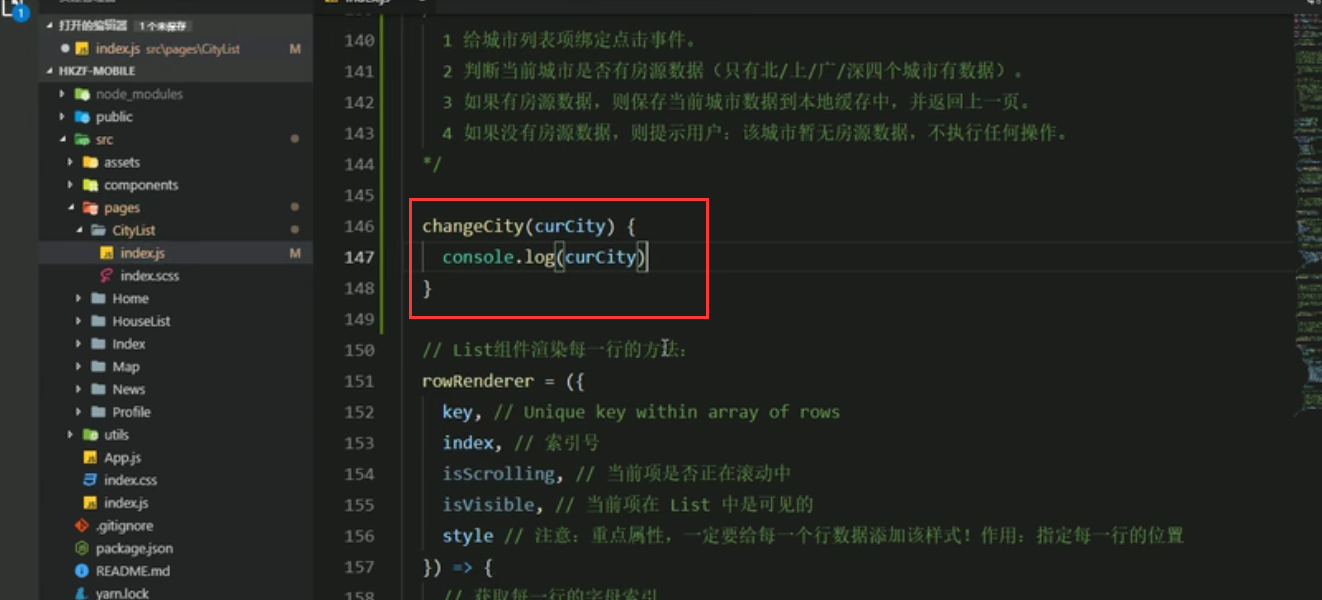 1
打开的编辑器 1 个未保存
index.js src\pages\CityList M
HKZF-MOBILE
node_modules
public
src
assets
components
pages
CityList
index.js M
index.scss
Home
HouseList
Index
Map
News
Profile
utils
App.js
index.css
index.js
.gitignore
package.json
README.md
yarn.lock
140 1 给城市列表项绑定点击事件。
141 2 判断当前城市是否有房源数据（只有北/上/广/深四个城市有数据）。
142 3 如果有房源数据，则保存当前城市数据到本地缓存中，并返回上一页。
143 4 如果没有房源数据，则提示用户：该城市暂无房源数据，不执行任何操作。
144 */
145
146 changeCity(curCity) {
147 console.log(curCity)
148 }
149
150 // List组件渲染每一行的方法：
151 rowRenderer = ({
152 key, // Unique key within array of rows
153 index, // 索引号
154 isScrolling, // 当前项是否正在滚动中
155 isVisible, // 当前项在 List 中是可见的
156 style // 注意：重点属性，一定要给每一个行数据添加该样式！作用：指定每一行的位置
157 }) => {
158 // 获取每一行的字母索引